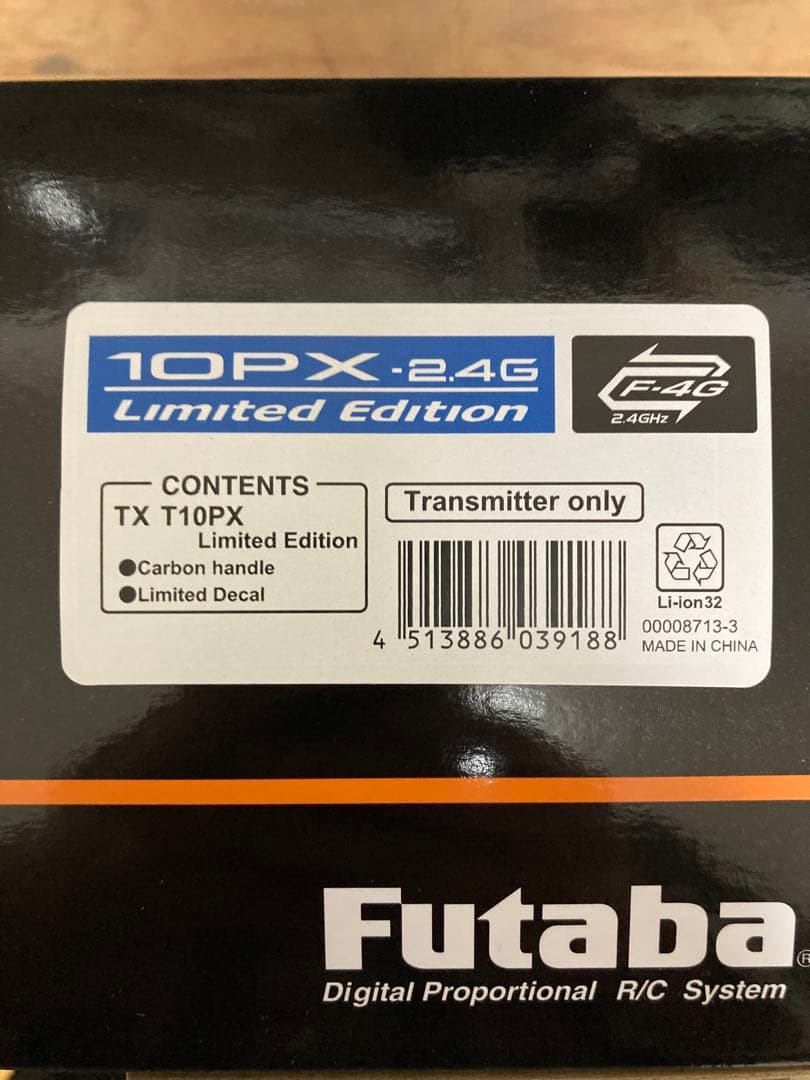 10PX-2.4G
Limited Edition
F-4G
2.4GHz
CONTENTS
TX T10PX
Limited Edition
●Carbon handle
●Limited Decal
Transmitter only
4 513886 039188
Li-ion32
00008713-3
MADE IN CHINA
Futaba®
Digital Proportional R/C System